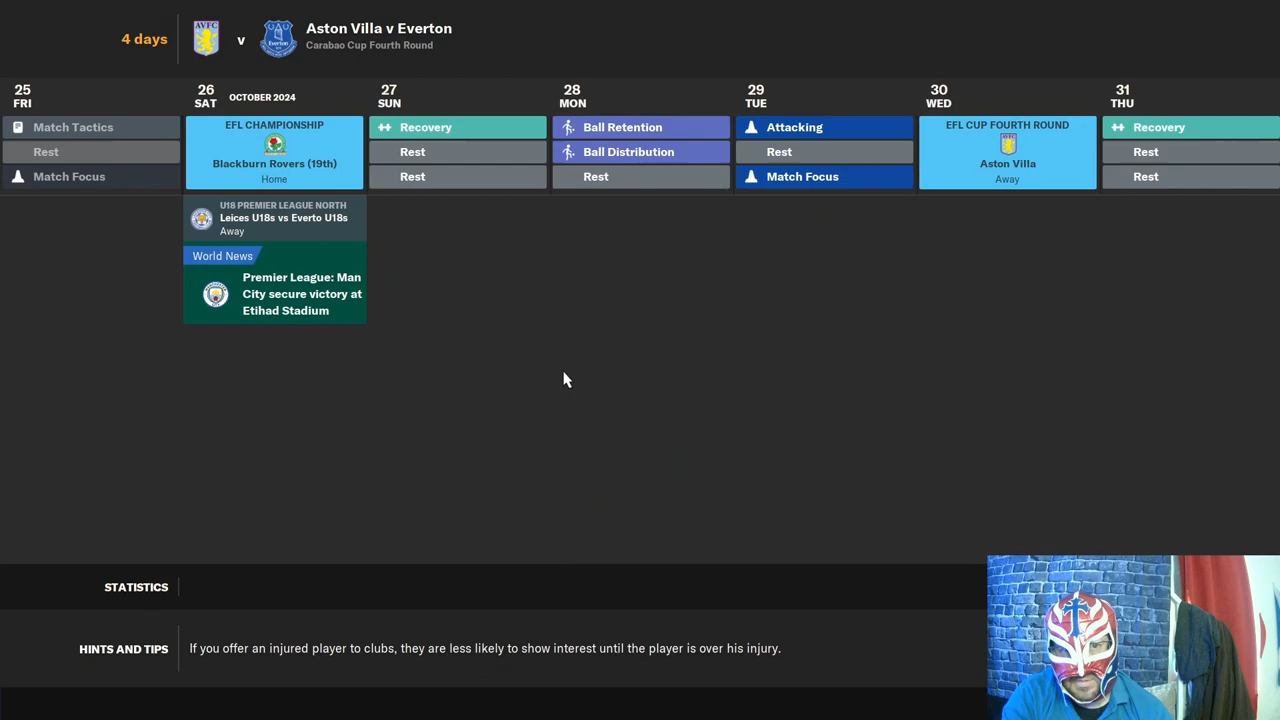 4 days
AVFC
v
Everton
Aston Villa v Everton
Carabao Cup Fourth Round
25
FRI
26
SAT
OCTOBER 2024
27
SUN
28
MON
29
TUE
30
WED
31
THU
Match Tactics
Rest
Match Focus
EFL CHAMPIONSHIP
Blackburn Rovers (19th)
Home
Recovery
Rest
Rest
Ball Retention
Ball Distribution
Rest
Attacking
Rest
Match Focus
EFL CUP FOURTH ROUND
Aston Villa
Away
Recovery
Rest
Rest
U18 PREMIER LEAGUE NORTH
Leices U18s vs Everto U18s
Away
World News
Premier League: Man
City secure victory at
Etihad Stadium
STATISTICS
HINTS AND TIPS
If you offer an injured player to clubs, they are less likely to show interest until the player is over his injury.